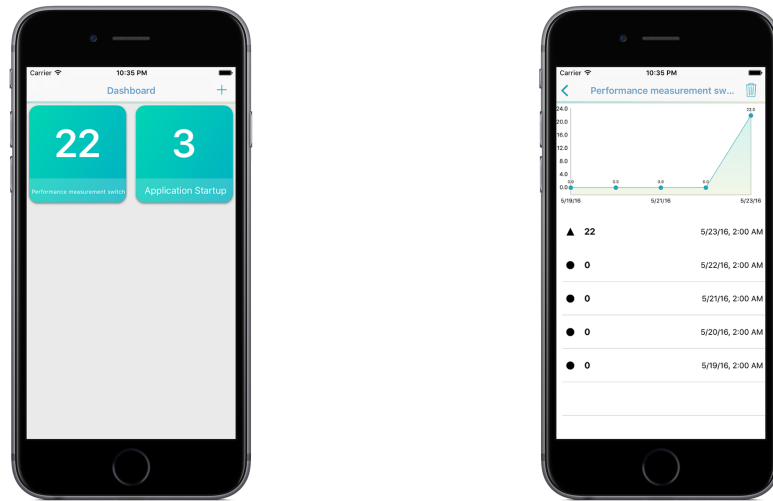 Carrier 10:35 PM
Dashboard +
22
Performance measurement switch
3
Application Startup
Carrier 10:35 PM
Performance measurement sw...
24.0
20.0
16.0
12.0
8.0
4.0
0.0
0.0 0.0 0.0 0.0 22.0
5/19/16 5/21/16 5/23/16
22 5/23/16, 2:00 AM
0 5/22/16, 2:00 AM
0 5/21/16, 2:00 AM
0 5/20/16, 2:00 AM
0 5/19/16, 2:00 AM